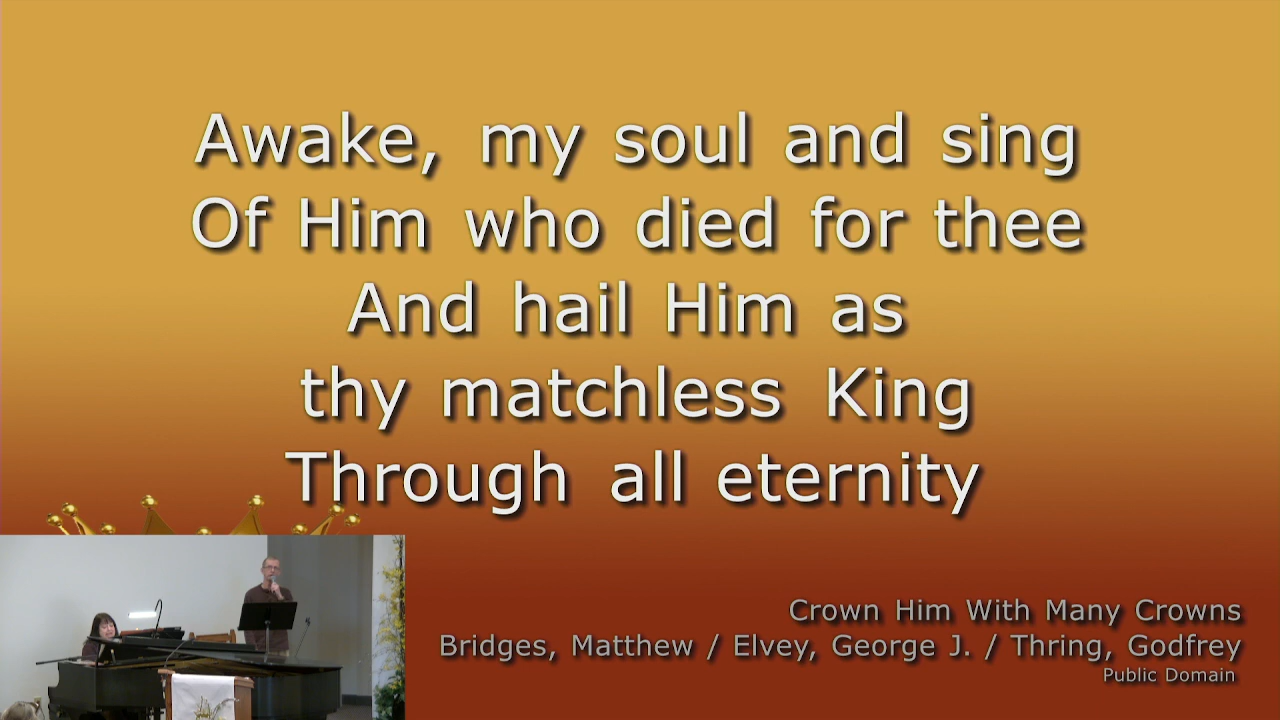 Awake, my soul and sing
Of Him who died for thee
And hail Him as
thy matchless King
Through all eternity
Crown Him With Many Crowns
Bridges, Matthew / Elvey, George J. / Thring, Godfrey
Public Domain